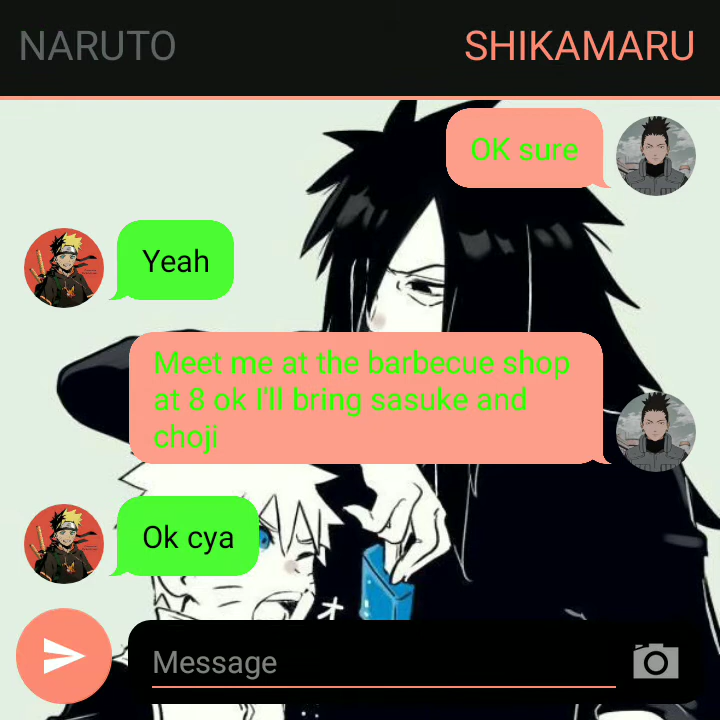 NARUTO
SHIKAMARU
OK sure
Yeah
Meet me at the barbecue shop
at 8 ok I'll bring sasuke and
choji
Ok cya
オ
Message